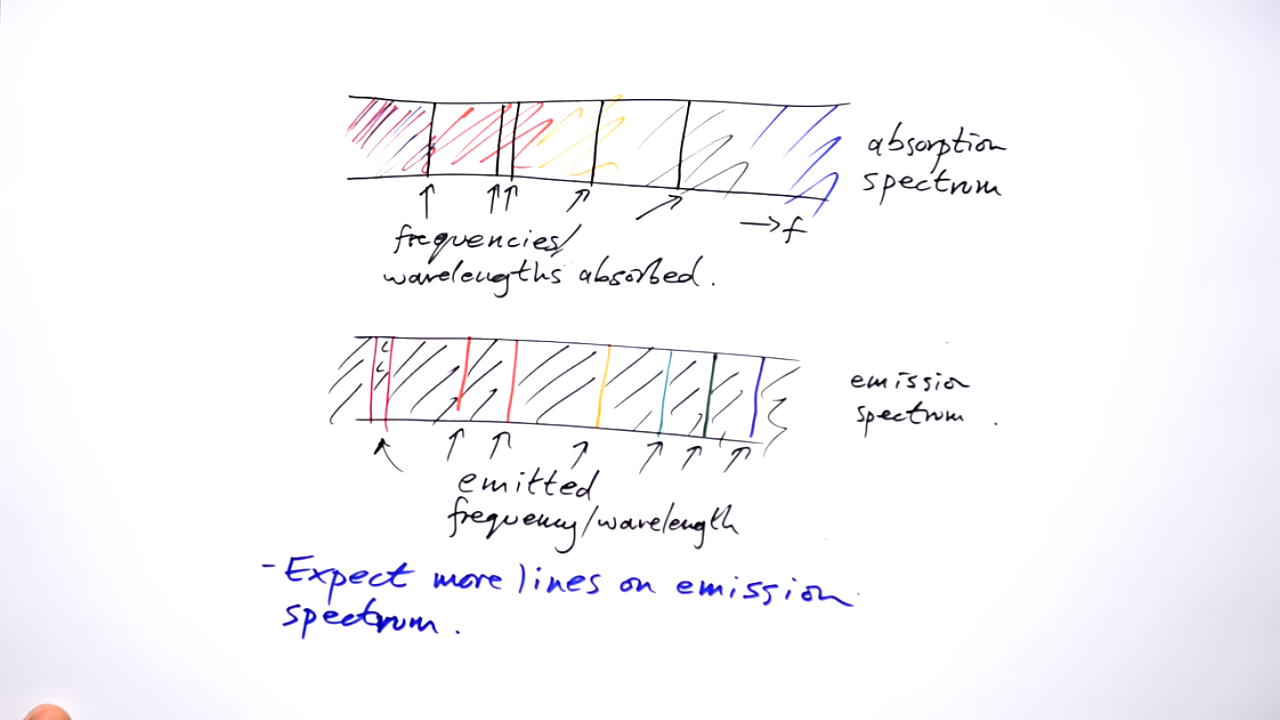 absorption
spectrum
→f
frequencies/
wavelengths absorbed.
emission
spectrum.
emitted
frequency/wavelength
- Expect more lines on emission
spectrum.